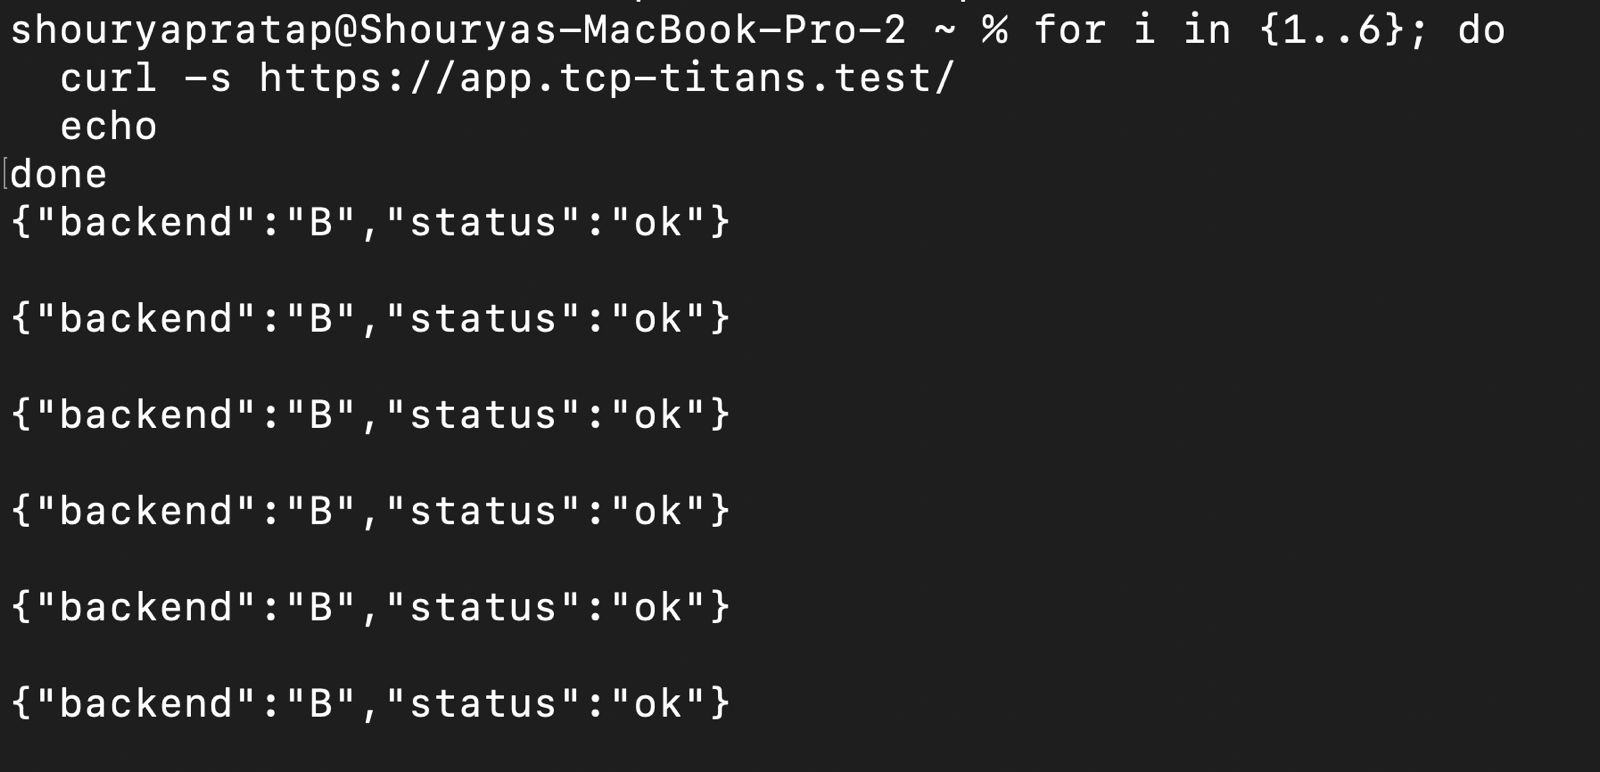 shouryapratap@Shouryas-MacBook-Pro-2 ~ % for i in {1..6}; do
  curl -s https://app.tcp-titans.test/
  echo
done
{"backend":"B","status":"ok"}
{"backend":"B","status":"ok"}
{"backend":"B","status":"ok"}
{"backend":"B","status":"ok"}
{"backend":"B","status":"ok"}
{"backend":"B","status":"ok"}